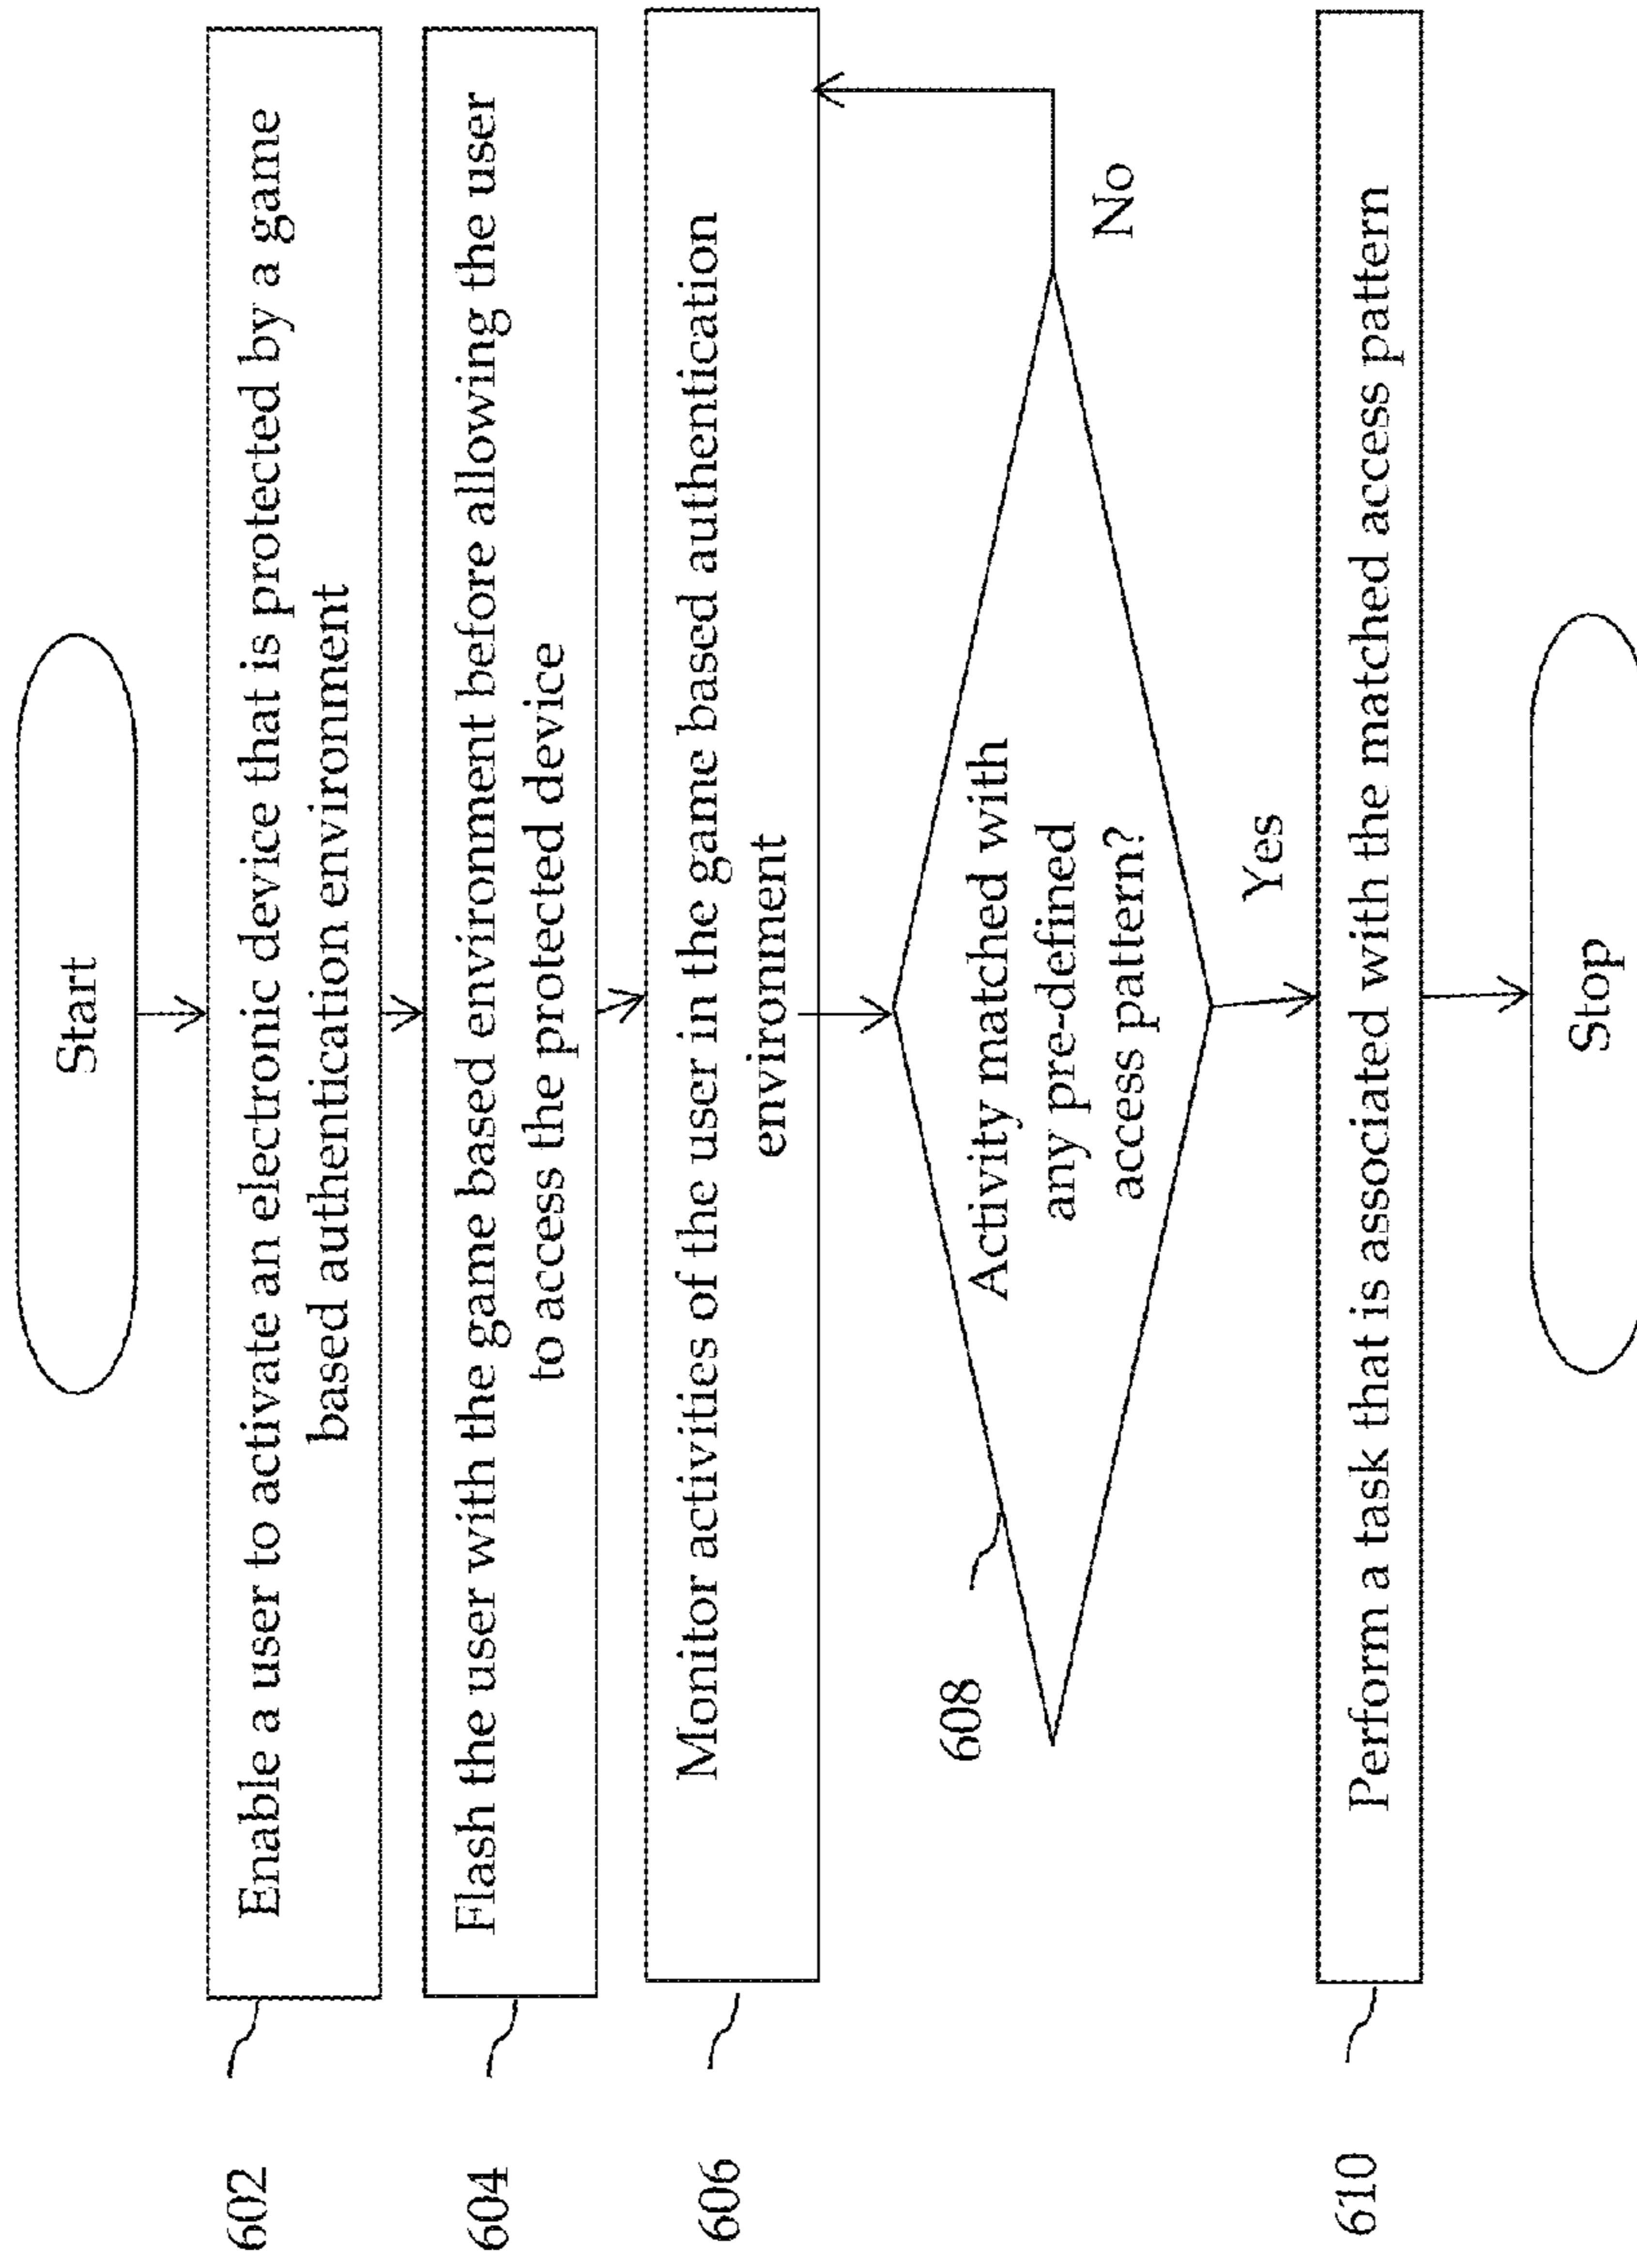 Start
602
Enable a user to activate an electronic device that is protected by a game
based authentication environment
604
Flash the user with the game based environment before allowing the user
to access the protected device
606
Monitor activities of the user in the game based authentication
environment
608
Activity matched with
any pre-defined
access pattern?
No
Yes
610
Perform a task that is associated with the matched access pattern
Stop